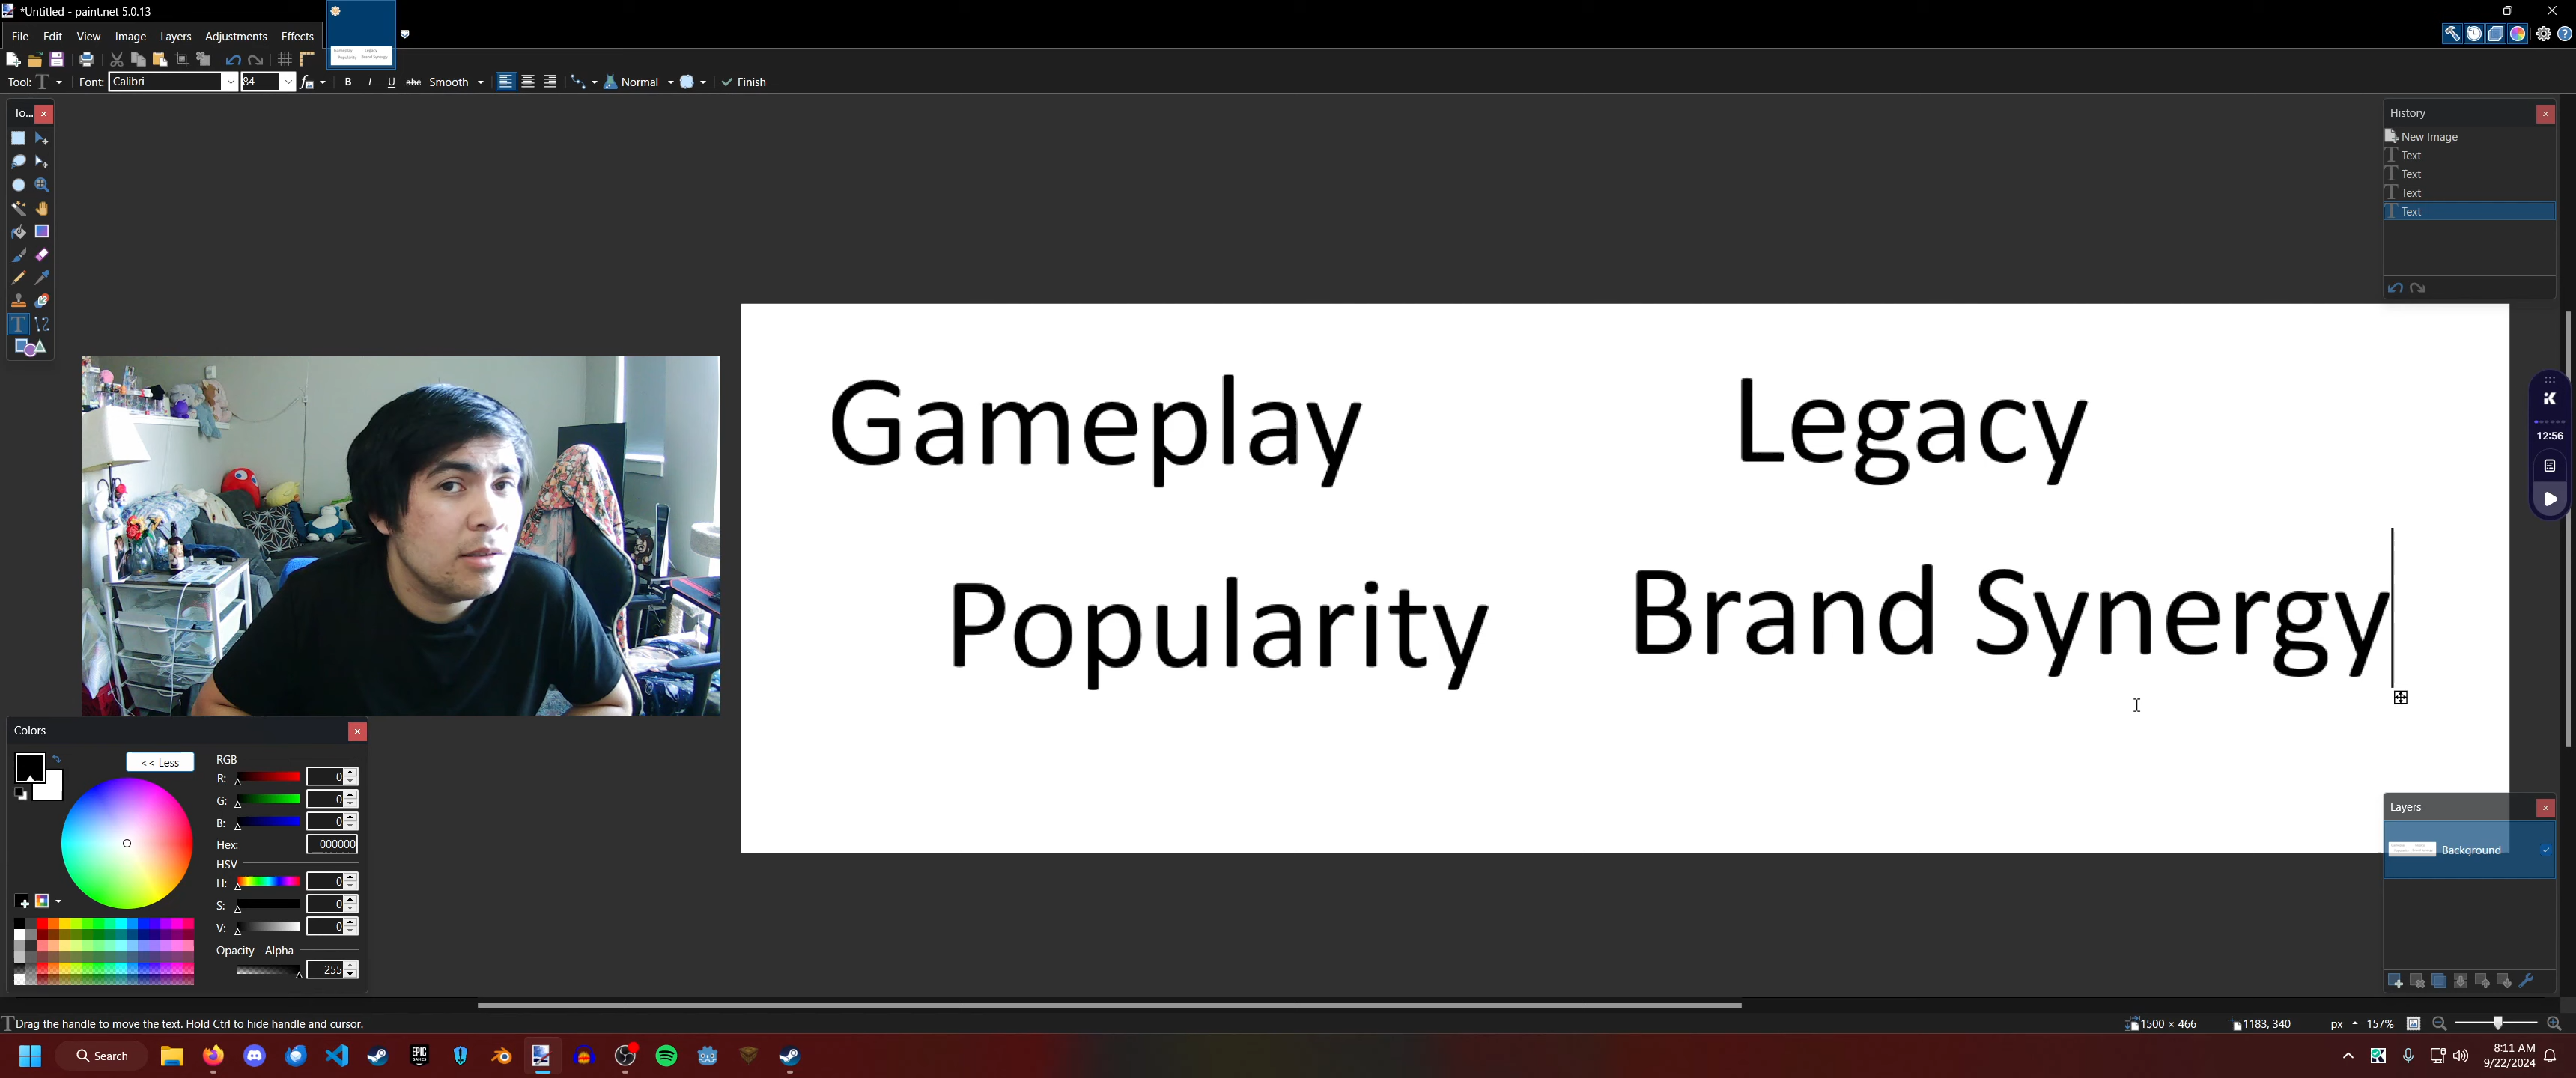 *Untitled - paint.net 5.0.13
File Edit View Image Layers Adjustments Effects
Tool: T Font: Calibri 84 B I U abc Smooth Normal Finish
To...
History
New Image
Text
Text
Text
Text
12:56
Gameplay Legacy
Popularity Brand Synergy
Colors
<< Less
RGB
R: 0
G: 0
B: 0
Hex: 000000
HSV
H: 0
S: 0
V: 0
Opacity - Alpha
255
Layers
Background
Drag the handle to move the text. Hold Ctrl to hide handle and cursor.
1500 × 466 1183, 340 px 157%
Search
EPIC GAMES
8:11 AM
9/22/2024